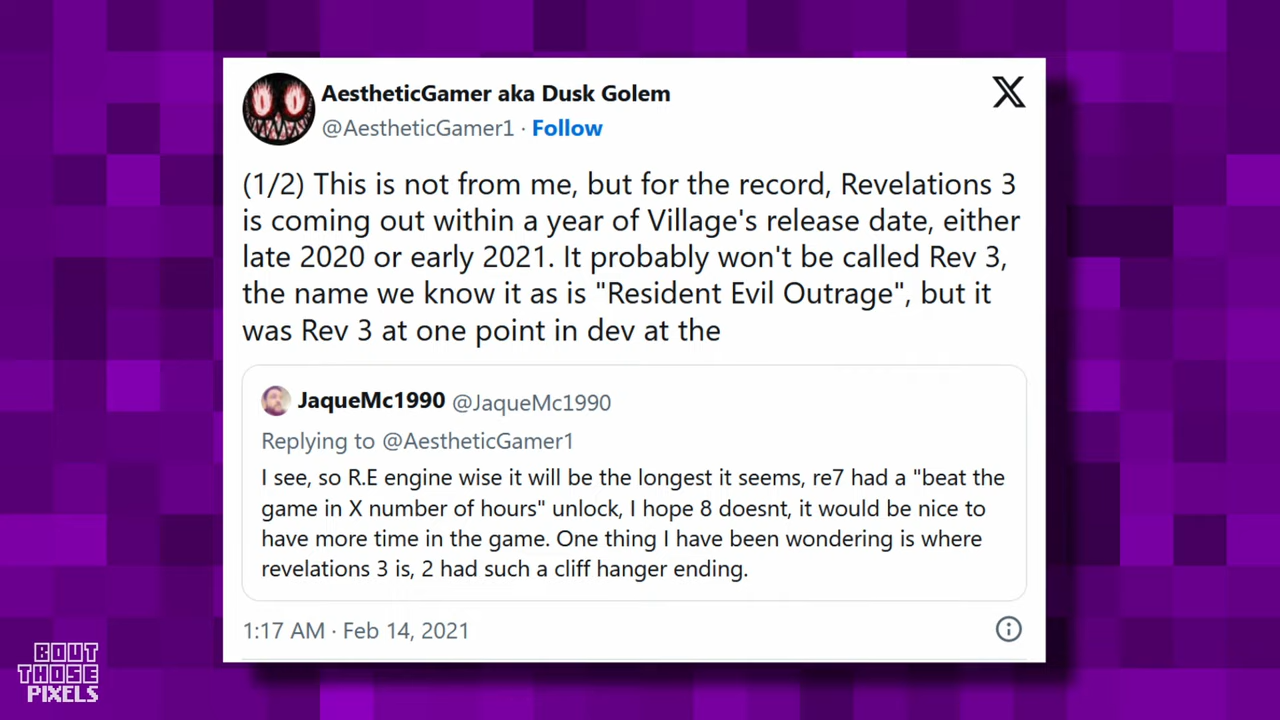 AestheticGamer aka Dusk Golem
@AestheticGamer1 · Follow
(1/2) This is not from me, but for the record, Revelations 3
is coming out within a year of Village's release date, either
late 2020 or early 2021. It probably won't be called Rev 3,
the name we know it as is "Resident Evil Outrage", but it
was Rev 3 at one point in dev at the
JaqueMc1990 @JaqueMc1990
Replying to @AestheticGamer1
I see, so R.E engine wise it will be the longest it seems, re7 had a "beat the
game in X number of hours" unlock, I hope 8 doesnt, it would be nice to
have more time in the game. One thing I have been wondering is where
revelations 3 is, 2 had such a cliff hanger ending.
1:17 AM · Feb 14, 2021
BOUT
THOSE
PIXELS